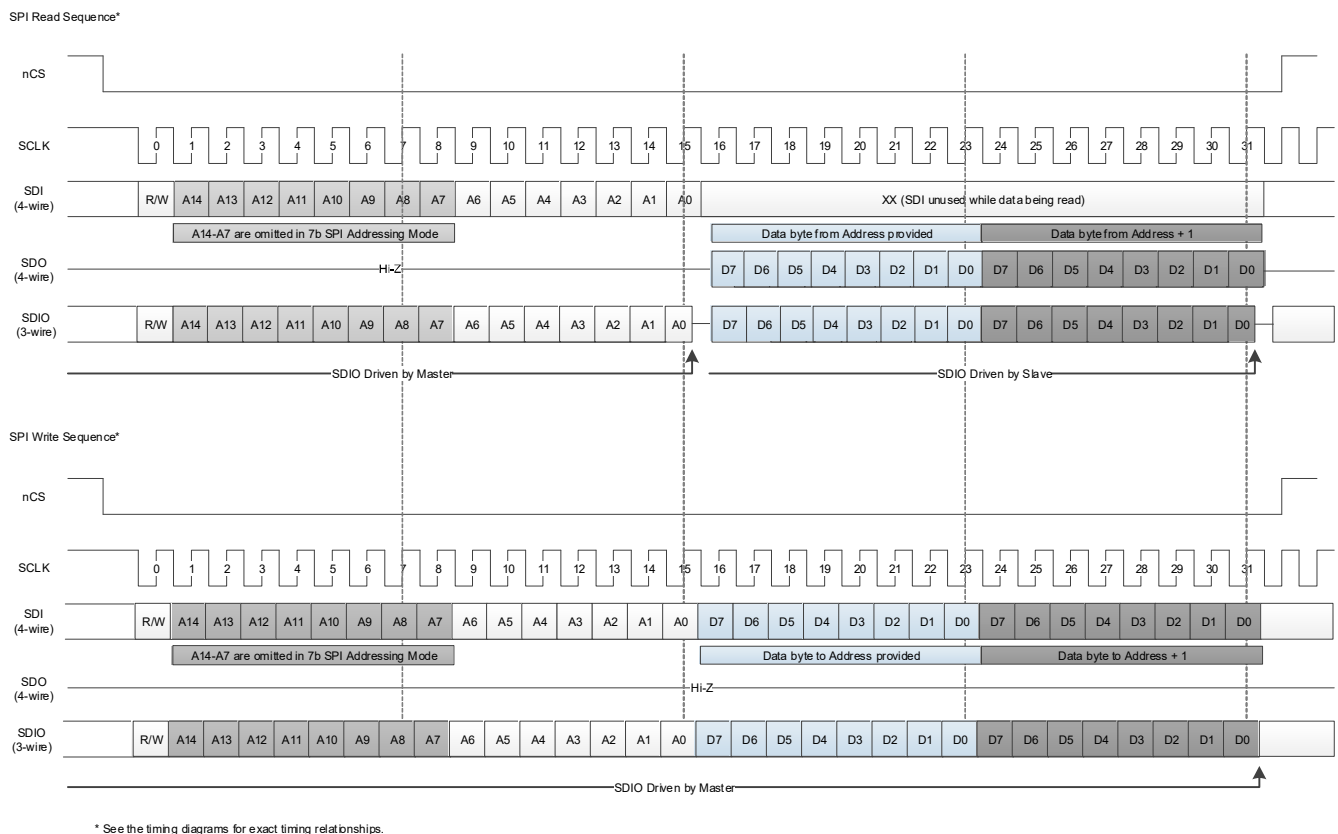 SPI Read Sequence*
nCS
SCLK 0 1 2 3 4 5 6 7 8 9 10 11 12 13 14 15 16 17 18 19 20 21 22 23 24 25 26 27 28 29 30 31
SDI
(4-wire)
R/W A14 A13 A12 A11 A10 A9 A8 A7 A6 A5 A4 A3 A2 A1 A0 XX (SDI unused while data being read)
A14-A7 are omitted in 7b SPI Addressing Mode Data byte from Address provided Data byte from Address + 1
SDO
(4-wire)
Hi-Z D7 D6 D5 D4 D3 D2 D1 D0 D7 D6 D5 D4 D3 D2 D1 D0
SDIO
(3-wire)
R/W A14 A13 A12 A11 A10 A9 A8 A7 A6 A5 A4 A3 A2 A1 A0 D7 D6 D5 D4 D3 D2 D1 D0 D7 D6 D5 D4 D3 D2 D1 D0
SDIO Driven by Master SDIO Driven by Slave
SPI Write Sequence*
nCS
SCLK 0 1 2 3 4 5 6 7 8 9 10 11 12 13 14 15 16 17 18 19 20 21 22 23 24 25 26 27 28 29 30 31
SDI
(4-wire)
R/W A14 A13 A12 A11 A10 A9 A8 A7 A6 A5 A4 A3 A2 A1 A0 D7 D6 D5 D4 D3 D2 D1 D0 D7 D6 D5 D4 D3 D2 D1 D0
A14-A7 are omitted in 7b SPI Addressing Mode Data byte to Address provided Data byte to Address + 1
SDO
(4-wire)
Hi-Z
SDIO
(3-wire)
R/W A14 A13 A12 A11 A10 A9 A8 A7 A6 A5 A4 A3 A2 A1 A0 D7 D6 D5 D4 D3 D2 D1 D0 D7 D6 D5 D4 D3 D2 D1 D0
SDIO Driven by Master
* See the timing diagrams for exact timing relationships.